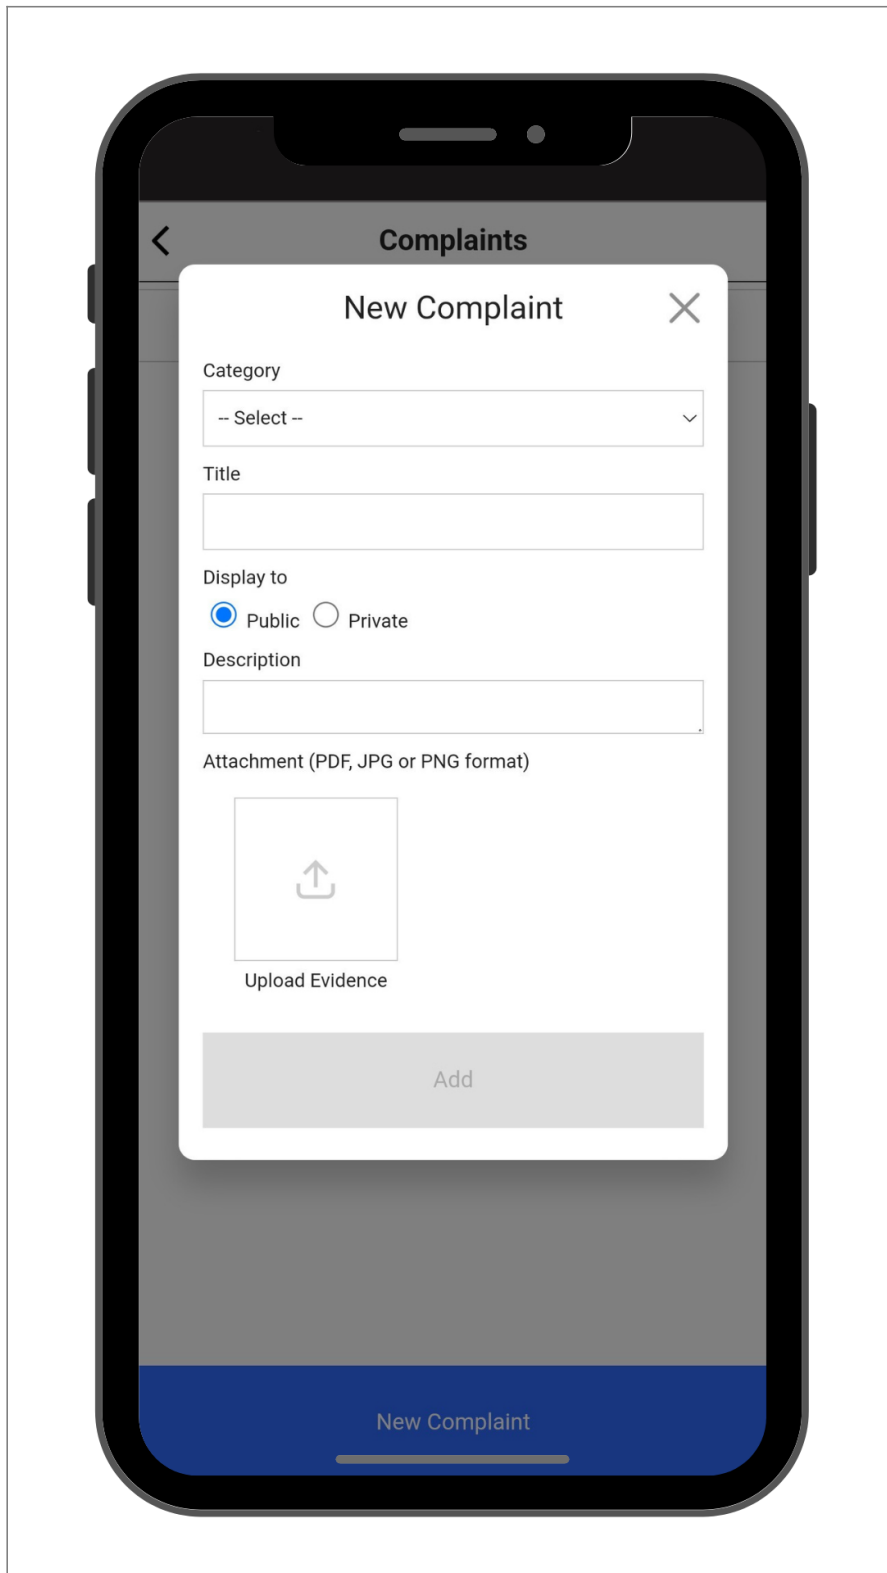 Complaints
New Complaint
Category
-- Select --
Title
Display to
Public Private
Description
Attachment (PDF, JPG or PNG format)
Upload Evidence
Add
New Complaint